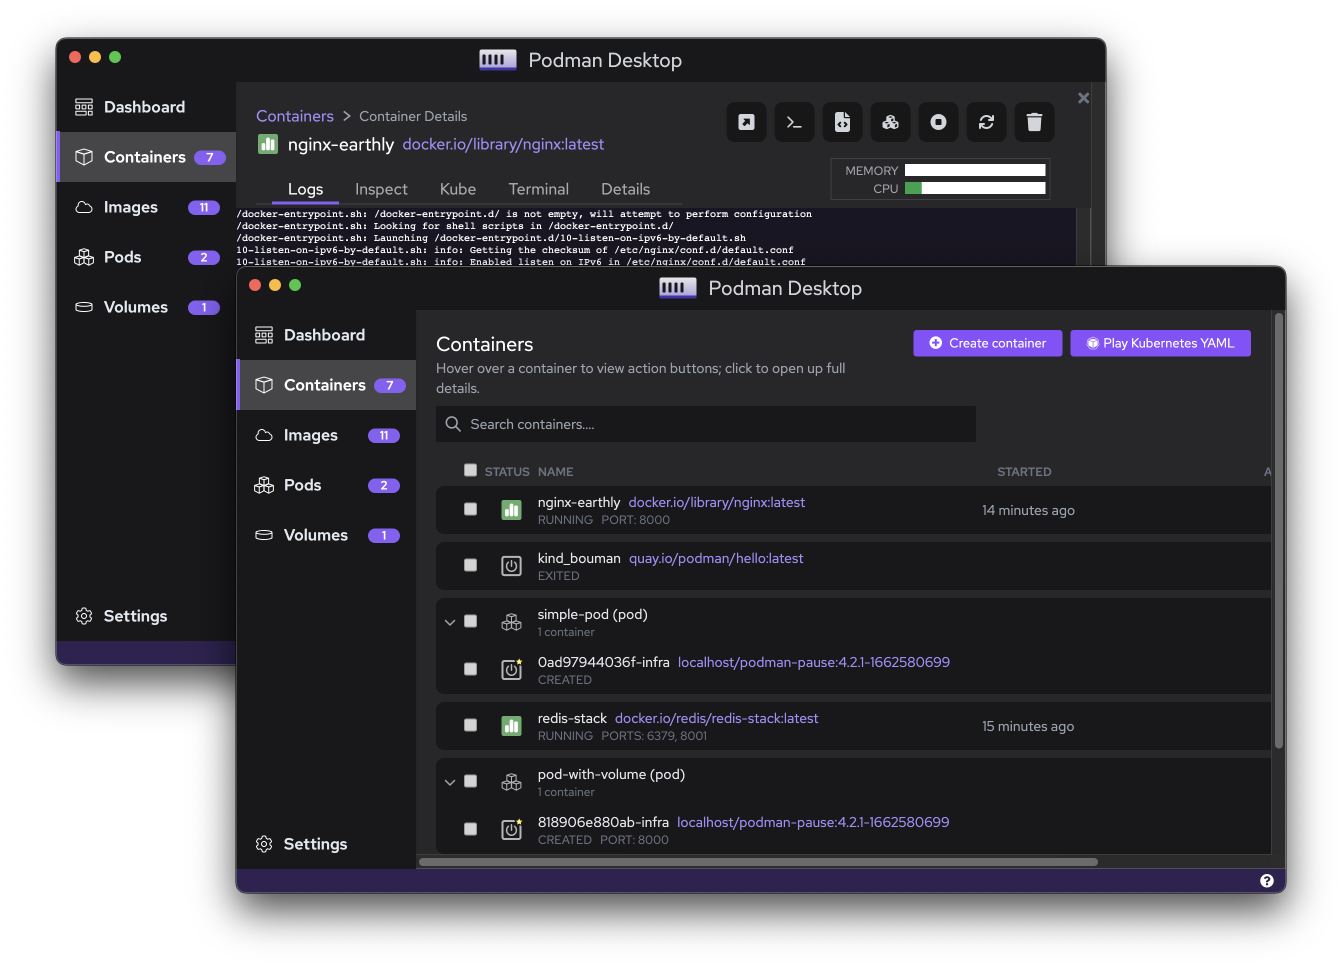 Podman Desktop
Dashboard
Containers 7
Images 11
Pods 2
Volumes 1
Settings
Containers > Container Details
nginx-earthly docker.io/library/nginx:latest
MEMORY
CPU
Logs Inspect Kube Terminal Details
/docker-entrypoint.sh: /docker-entrypoint.d/ is not empty, will attempt to perform configuration
/docker-entrypoint.sh: Looking for shell scripts in /docker-entrypoint.d/
/docker-entrypoint.sh: Launching /docker-entrypoint.d/10-listen-on-ipv6-by-default.sh
10-listen-on-ipv6-by-default.sh: info: Getting the checksum of /etc/nginx/conf.d/default.conf
10-listen-on-ipv6-by-default.sh: info: Enabled listen on IPv6 in /etc/nginx/conf.d/default.conf
Podman Desktop
Dashboard
Containers 7
Images 11
Pods 2
Volumes 1
Settings
Containers
Create container
Play Kubernetes YAML
Hover over a container to view action buttons; click to open up full
details.
Search containers....
STATUS NAME STARTED A
nginx-earthly docker.io/library/nginx:latest
RUNNING PORT: 8000
14 minutes ago
kind_bouman quay.io/podman/hello:latest
EXITED
simple-pod (pod)
1 container
0ad97944036f-infra localhost/podman-pause:4.2.1-1662580699
CREATED
redis-stack docker.io/redis/redis-stack:latest
RUNNING PORTS: 6379, 8001
15 minutes ago
pod-with-volume (pod)
1 container
818906e880ab-infra localhost/podman-pause:4.2.1-1662580699
CREATED PORT: 8000